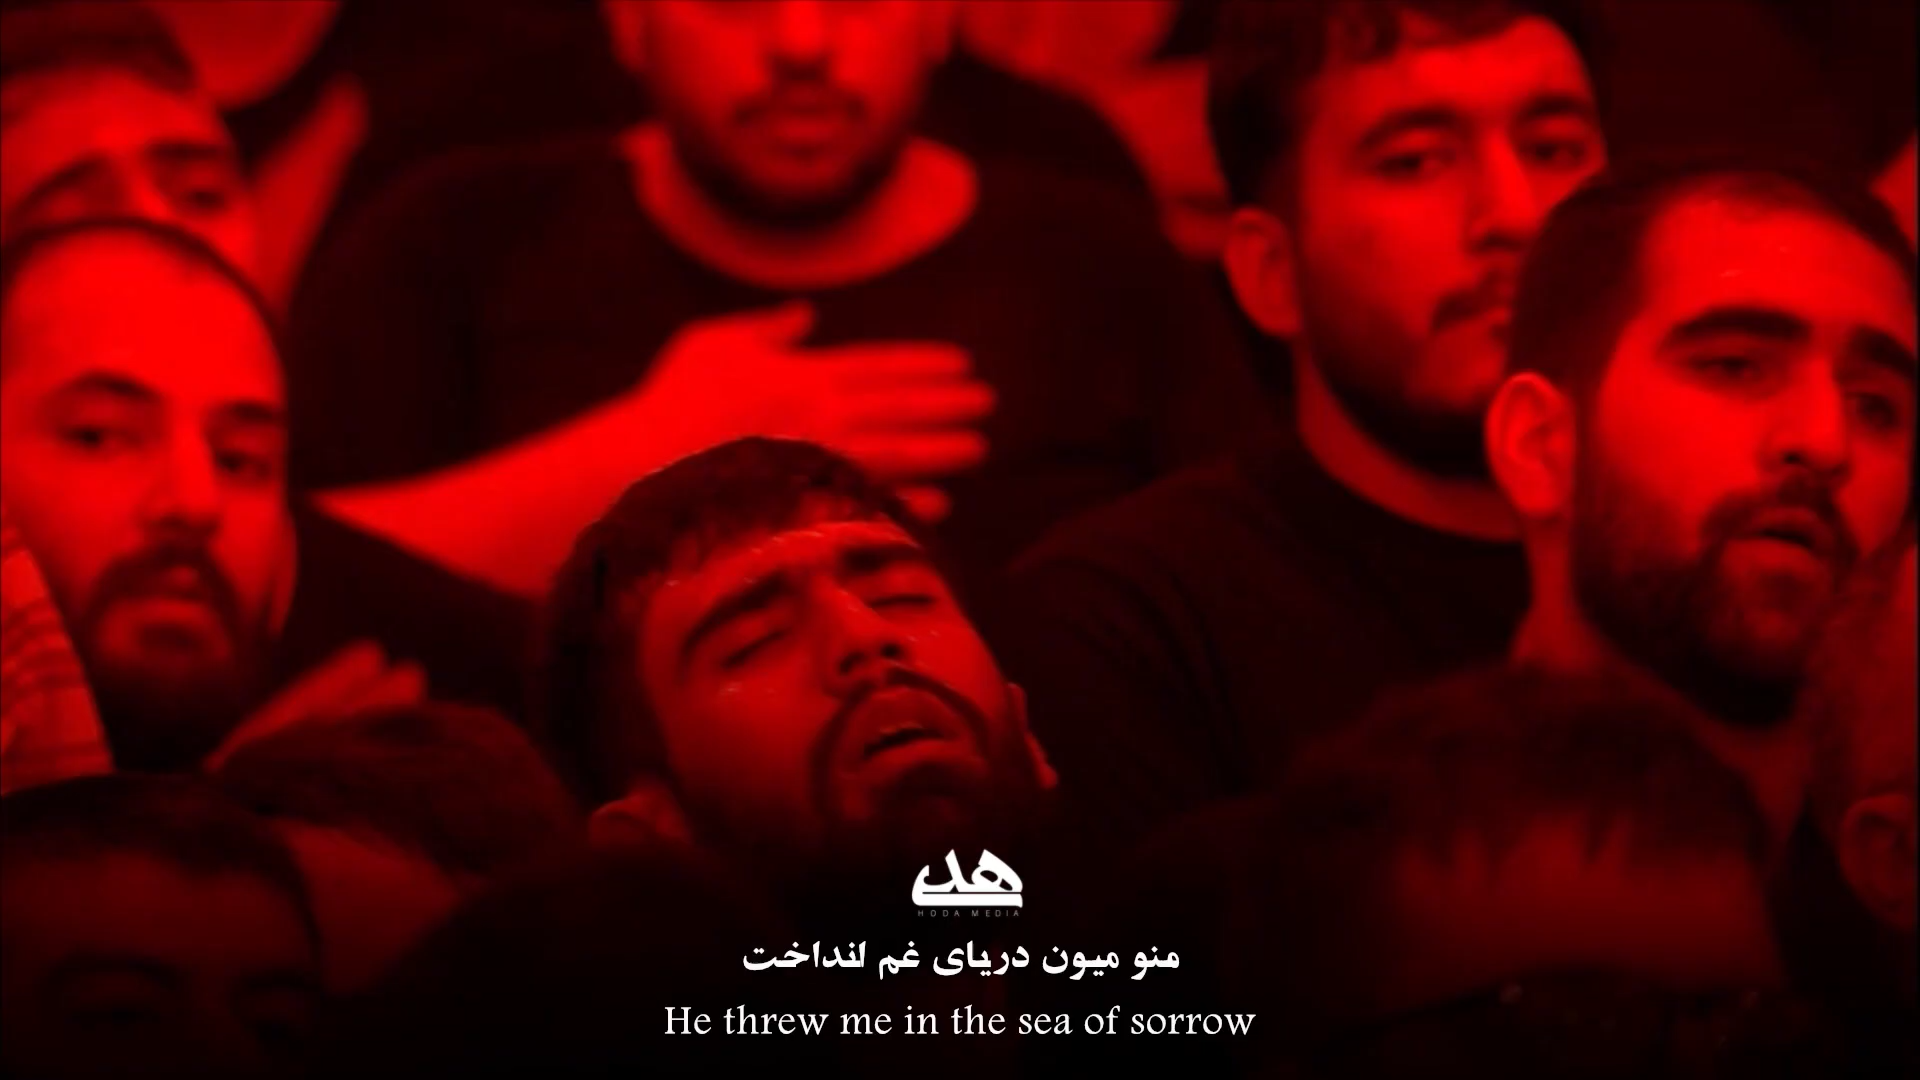 هدی
HODA MEDIA
منو میون دریای غم لنداخت
He threw me in the sea of sorrow